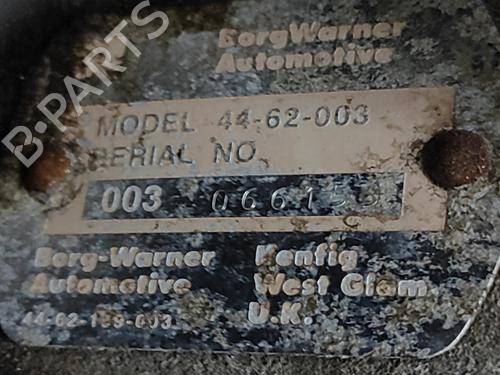 BorgWarner
Automotive
MODEL 44-62-003
SERIAL NO.
003 066155
Borg-Warner
Automotive
44-62-199-003
Kenfig
West Glam
U.K.
B-PARTS